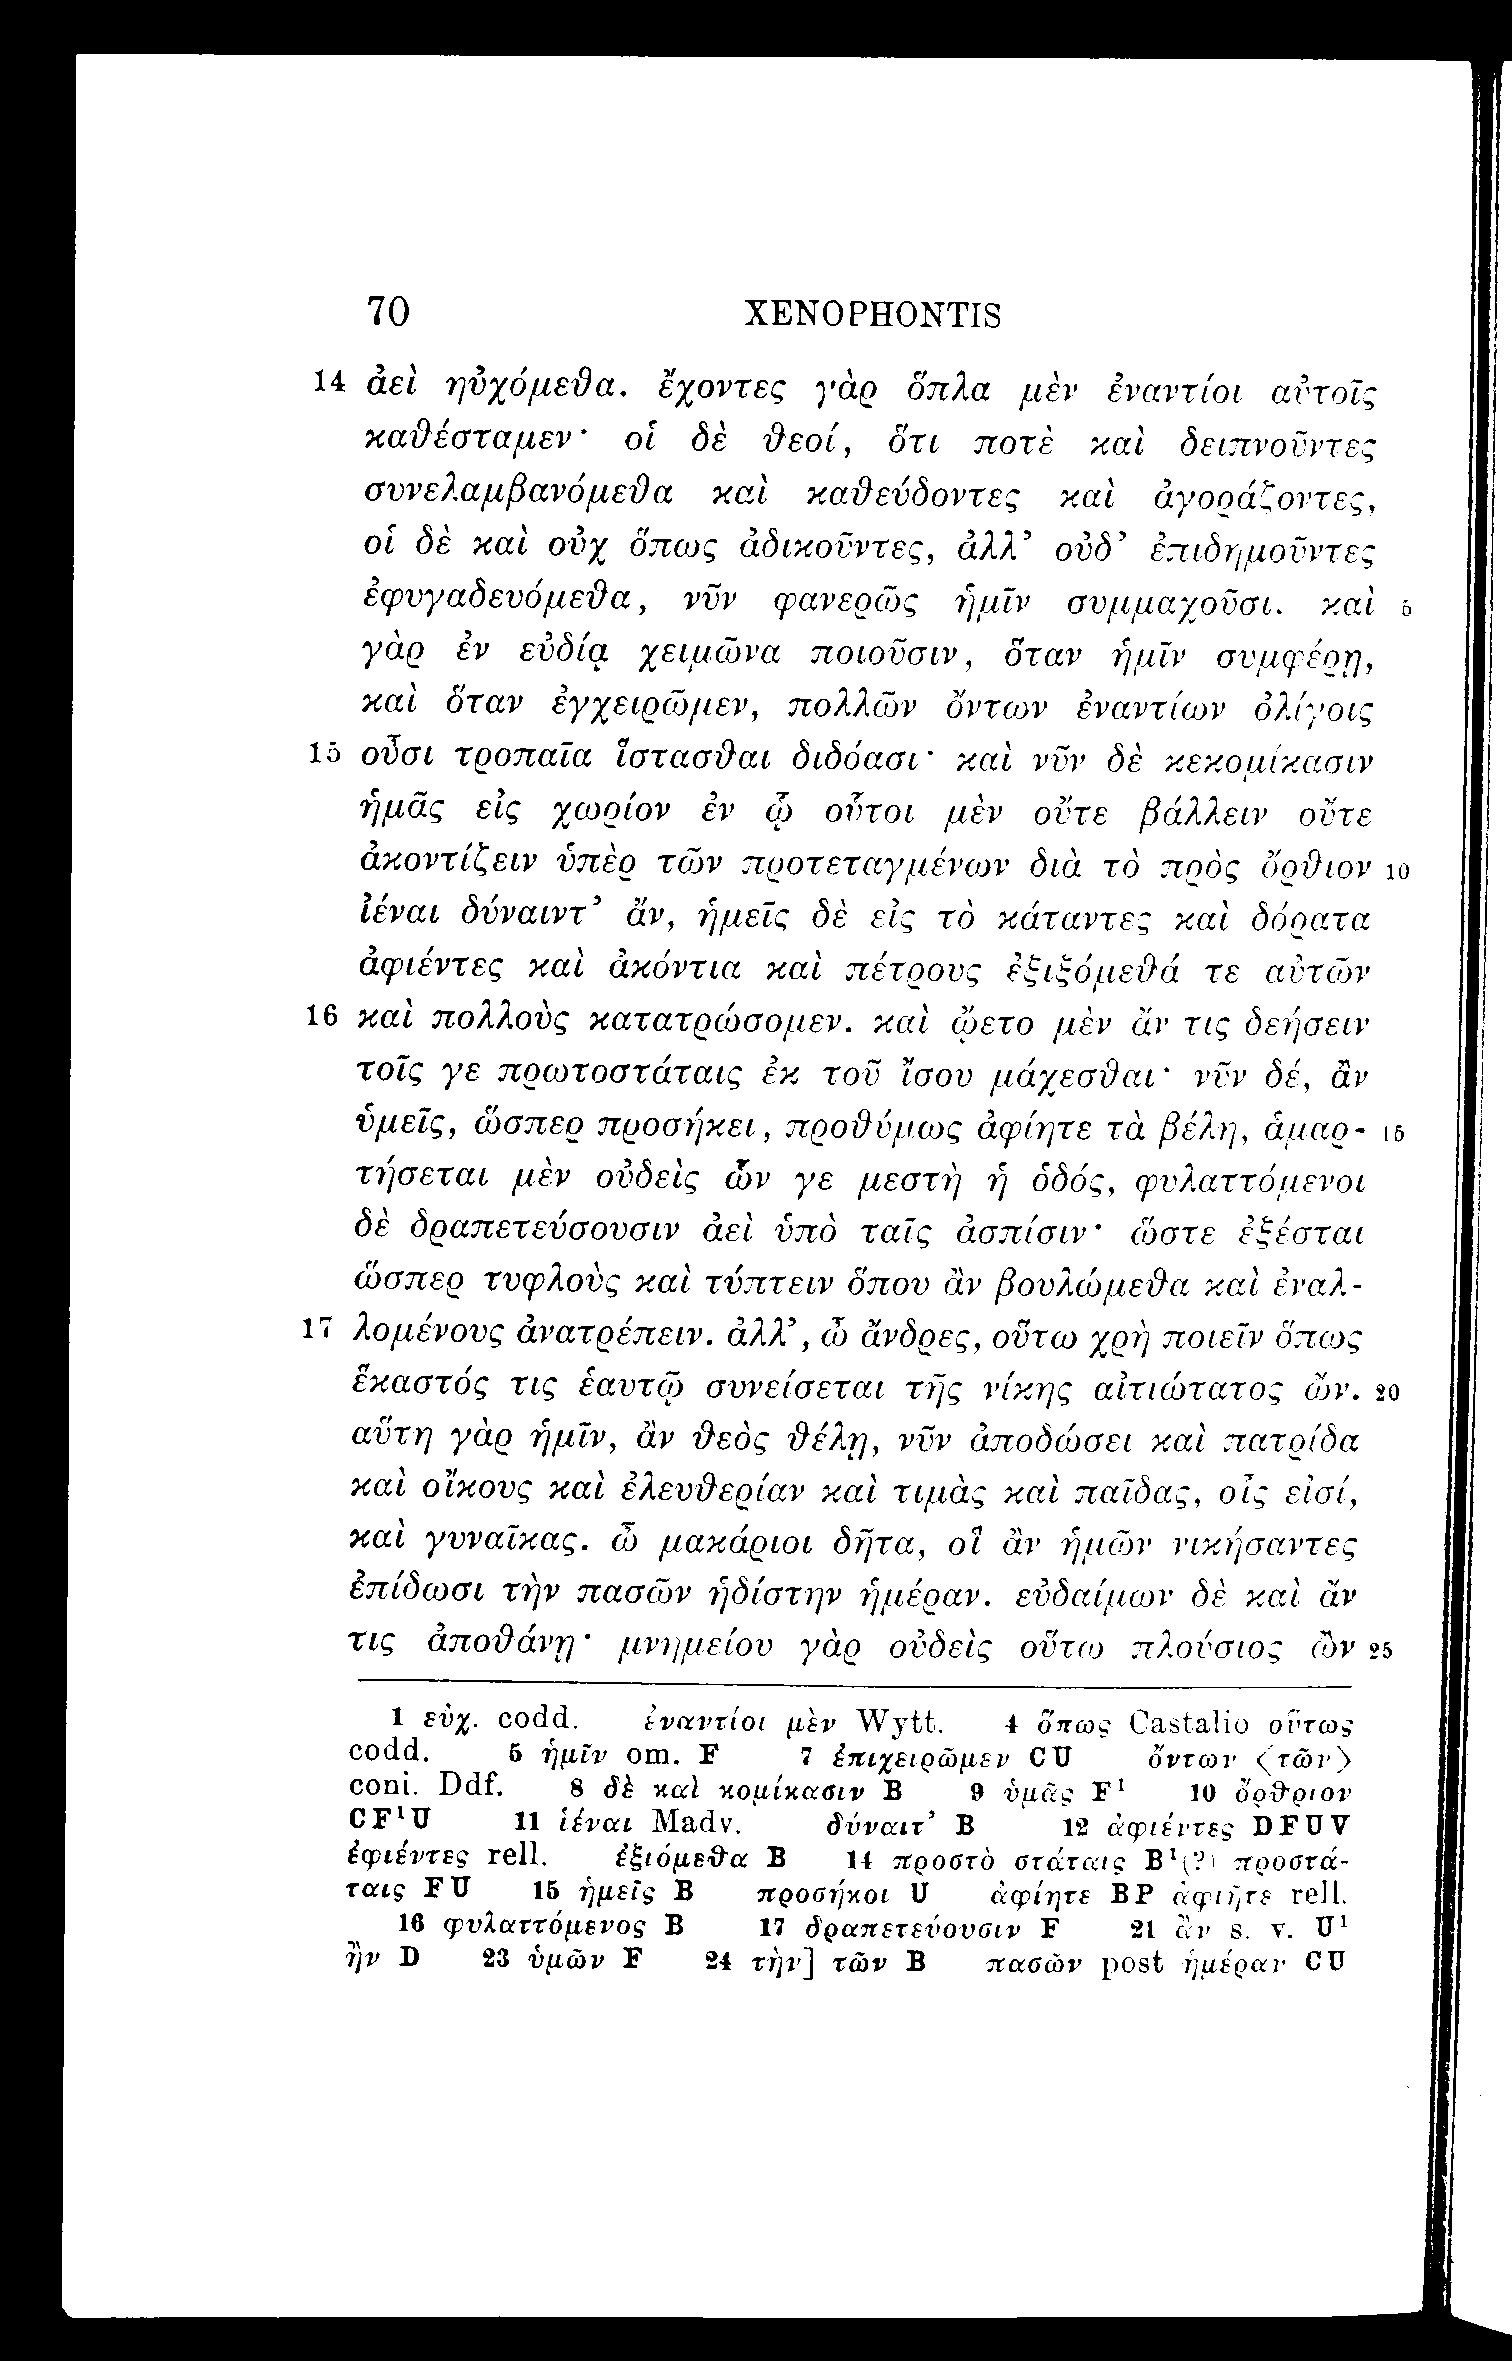 70 XENOPHONTIS
14 ἀεὶ ηὐχόμεθα. ἔχοντες γὰρ ὅπλα μὲν ἐναντίοι αὐτοῖς
καθέσταμεν· οἱ δὲ θεοί, ὅτι ποτὲ καὶ δειπνοῦντες
συνελαμβανόμεθα καὶ καθεύδοντες καὶ ἀγοράζοντες,
οἱ δὲ καὶ οὐχ ὅπως ἀδικοῦντες, ἀλλ’ οὐδ’ ἐπιδημοῦντες
ἐφυγαδευόμεθα, νῦν φανερῶς ἡμῖν συμμαχοῦσι. καὶ 5
γὰρ ἐν εὐδίᾳ χειμῶνα ποιοῦσιν, ὅταν ἡμῖν συμφέρῃ,
καὶ ὅταν ἐγχειρῶμεν, πολλῶν ὄντων ἐναντίων ὀλίγοις
15 οὖσι τροπαῖα ἵστασθαι διδόασι· καὶ νῦν δὲ κεκομίκασιν
ἡμᾶς εἰς χωρίον ἐν ᾧ οὗτοι μὲν οὔτε βάλλειν οὔτε
ἀκοντίζειν ὑπὲρ τῶν προτεταγμένων διὰ τὸ πρὸς ὄρθιον 10
ἰέναι δύναιντ’ ἄν, ἡμεῖς δὲ εἰς τὸ κάταντες καὶ δόρατα
ἀφιέντες καὶ ἀκόντια καὶ πέτρους ἐξιξόμεθά τε αὐτῶν
16 καὶ πολλοὺς κατατρώσομεν. καὶ ᾤετο μὲν ἄν τις δεήσειν
τοῖς γε πρωτοστάταις ἐκ τοῦ ἴσου μάχεσθαι· νῦν δέ, ἂν
ὑμεῖς, ὥσπερ προσήκει, προθύμως ἀφίητε τὰ βέλη, ἁμαρ- 15
τήσεται μὲν οὐδεὶς ὧν γε μεστὴ ἡ ὁδός, φυλαττόμενοι
δὲ δραπετεύσουσιν ἀεὶ ὑπὸ ταῖς ἀσπίσιν· ὥστε ἐξέσται
ὥσπερ τυφλοὺς καὶ τύπτειν ὅπου ἂν βουλώμεθα καὶ ἐναλ-
17 λομένους ἀνατρέπειν. ἀλλ’, ὦ ἄνδρες, οὕτω χρὴ ποιεῖν ὅπως
ἕκαστός τις ἑαυτῷ συνείσεται τῆς νίκης αἰτιώτατος ὤν. 20
αὕτη γὰρ ἡμῖν, ἂν θεὸς θέλῃ, νῦν ἀποδώσει καὶ πατρίδα
καὶ οἴκους καὶ ἐλευθερίαν καὶ τιμὰς καὶ παῖδας, οἷς εἰσί,
καὶ γυναῖκας. ὦ μακάριοι δῆτα, οἳ ἂν ἡμῶν νικήσαντες
ἐπίδωσι τὴν πασῶν ἡδίστην ἡμέραν. εὐδαίμων δὲ καὶ ἄν
τις ἀποθάνῃ· μνημείου γὰρ οὐδεὶς οὕτω πλούσιος ὢν 25
1 εὐχ. codd. ἐναντίοι μὲν Wytt. 4 ὅπως Castalio οὕτως
codd. 5 ἡμῖν om. F 7 ἐπιχειρῶμεν CU ὄντων ⟨τῶν⟩
coni. Ddf. 8 δὲ καὶ κομίκασιν B 9 ὑμᾶς F¹ 10 ὄρθριον
CF¹U 11 ἱέναι Madv. δύναιτ’ B 12 ἀφιέντες DFUV
ἐφιέντες rell. ἐξιόμεθα B 14 προστὸ στάταις B¹(?) προστά-
ταις FU 15 ἡμεῖς B προσήκοι U ἀφίητε BP ἀφιῆτε rell.
16 φυλαττόμενος B 17 δραπετεύουσιν F 21 ἂν s. v. U¹
ἢν D 23 ὑμῶν F 24 τὴν] τῶν B πασῶν post ἡμέραν CU